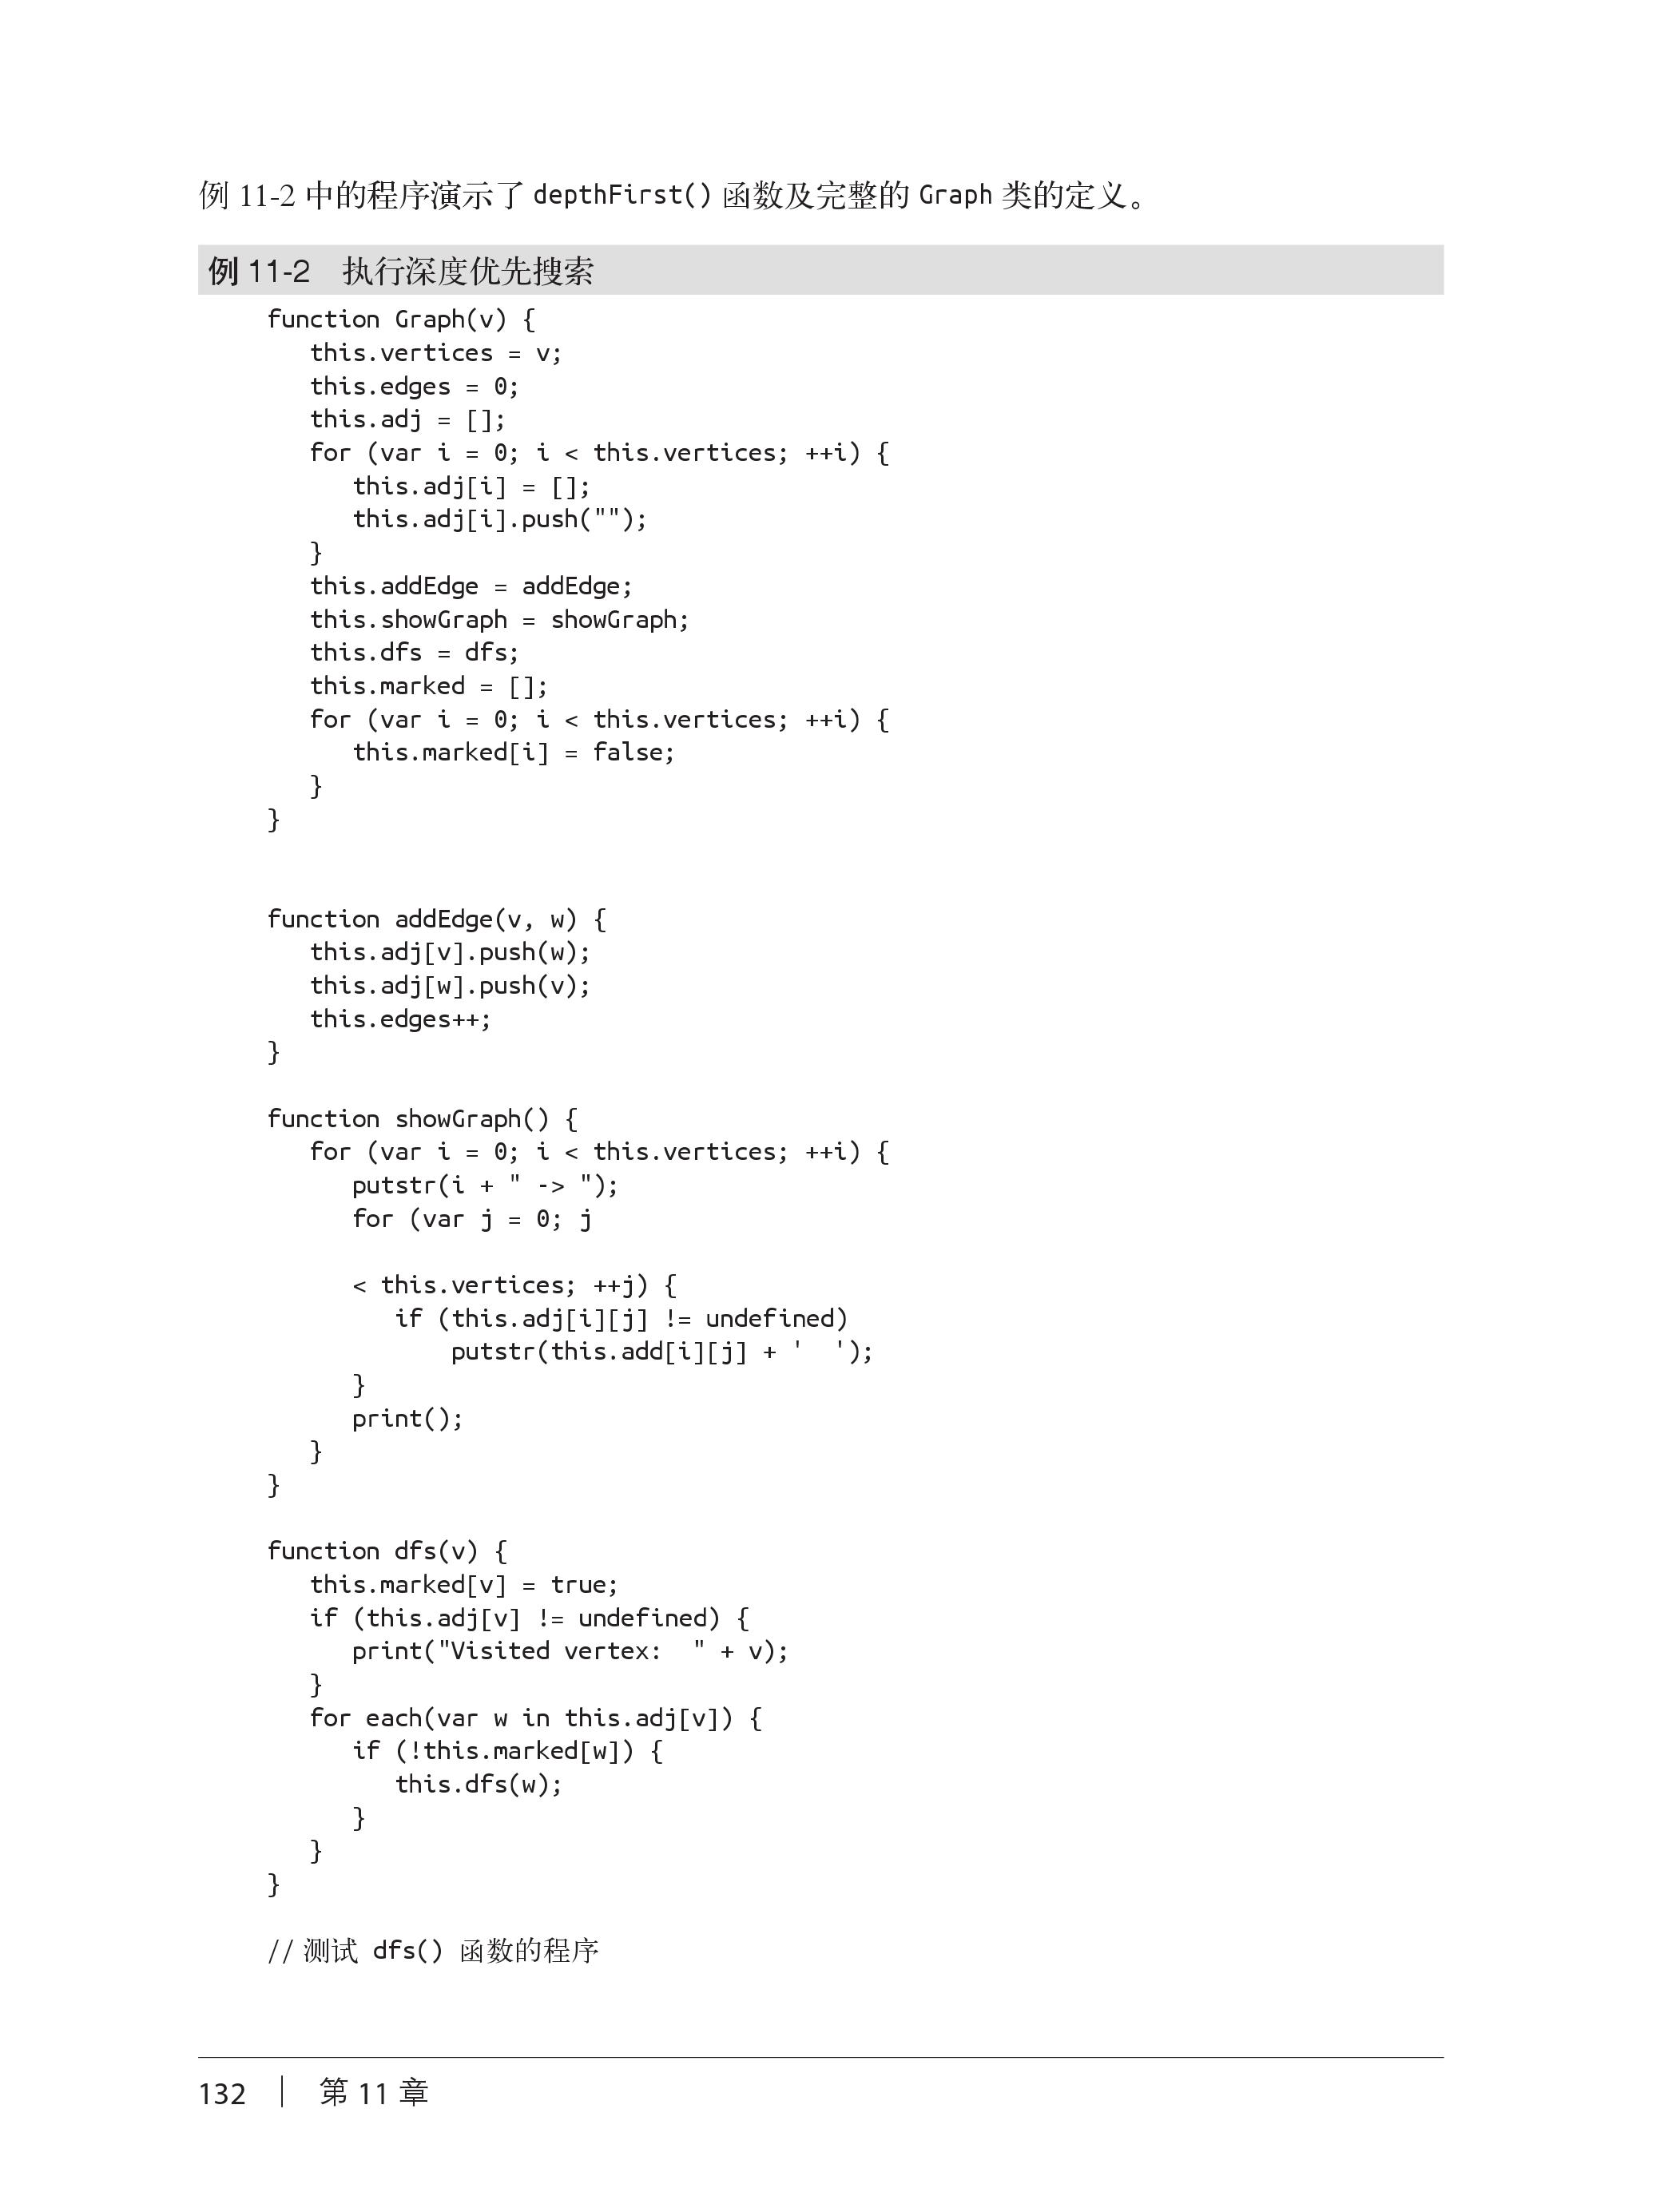 例 11-2 中的程序演示了 depthFirst() 函数及完整的 Graph 类的定义。
例 11-2　执行深度优先搜索
function Graph(v) {
   this.vertices = v;
   this.edges = 0;
   this.adj = [];
   for (var i = 0; i < this.vertices; ++i) {
      this.adj[i] = [];
      this.adj[i].push("");
   }
   this.addEdge = addEdge;
   this.showGraph = showGraph;
   this.dfs = dfs;
   this.marked = [];
   for (var i = 0; i < this.vertices; ++i) {
      this.marked[i] = false;
   }
}
function addEdge(v, w) {
   this.adj[v].push(w);
   this.adj[w].push(v);
   this.edges++;
}
function showGraph() {
   for (var i = 0; i < this.vertices; ++i) {
      putstr(i + " -> ");
      for (var j = 0; j
      < this.vertices; ++j) {
         if (this.adj[i][j] != undefined)
             putstr(this.add[i][j] + '  ');
      }
      print();
   }
}
function dfs(v) {
   this.marked[v] = true;
   if (this.adj[v] != undefined) {
      print("Visited vertex:  " + v);
   }
   for each(var w in this.adj[v]) {
      if (!this.marked[w]) {
         this.dfs(w);
      }
   }
}
// 测试 dfs() 函数的程序
132 ｜ 第 11 章